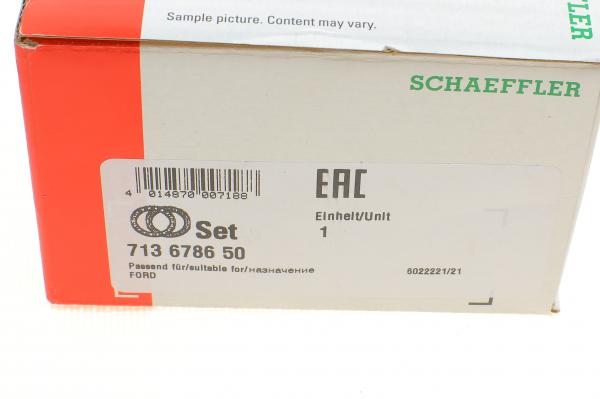 Sample picture. Content may vary.
SCHAEFFLER
EAC
4 014870 007188
Einheit/Unit
Set
1
713 6786 50
Passend für/suitable for/назначение
6022221/21
FORD